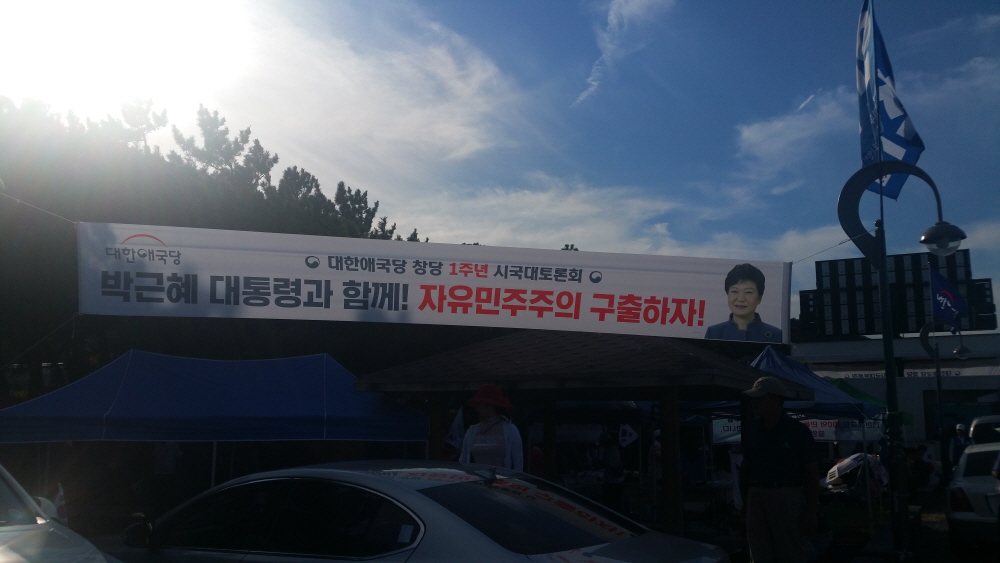 대한애국당
대한애국당 창당 1주년 시국대토론회
박근혜 대통령과 함께! 자유민주주의 구출하자!